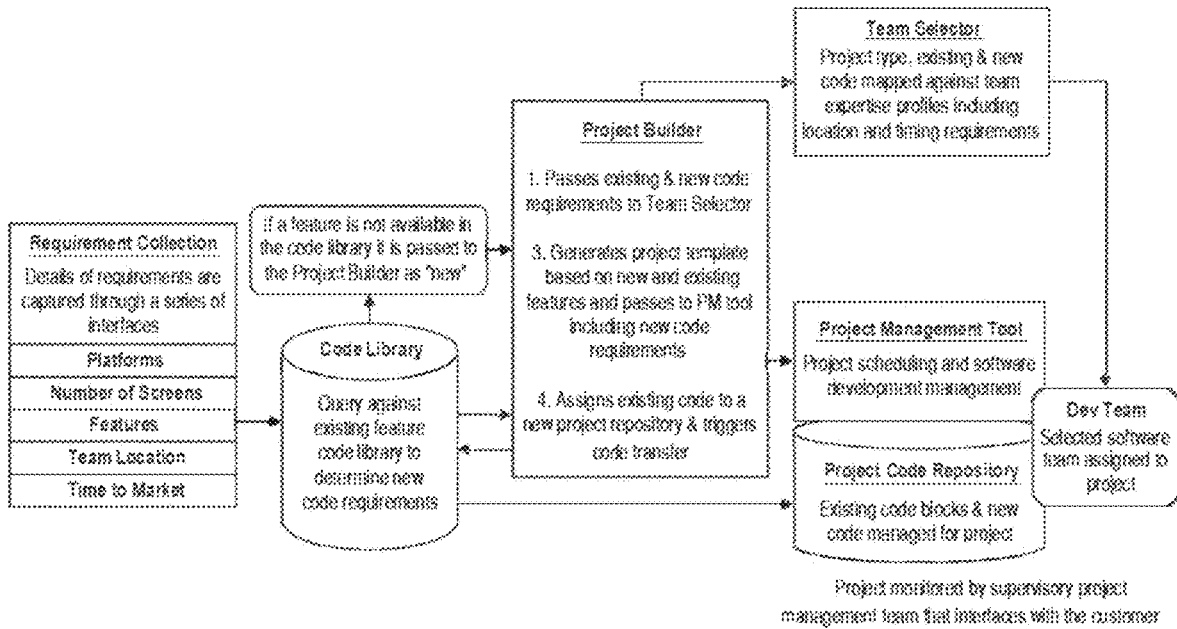 Requirement Collection
Details of requirements are
captured through a series of
interfaces
Platforms
Number of Screens
Features
Team Location
Time to Market
If a feature is not available in
the code library it is passed to
the Project Builder as "new"
Code Library
Query against
existing feature
code library to
determine new
code requirements
Project Builder
1. Passes existing & new code
requirements to Team Selector
3. Generates project template
based on new and existing
features and passes to PM tool
including new code
requirements
4. Assigns existing code to a
new project repository & triggers
code transfer
Team Selector
Project type, existing & new
code mapped against team
expertise profiles including
location and timing requirements
Project Management Tool
Project scheduling and software
development management
Project Code Repository
Existing code blocks & new
code managed for project
Dev Team
Selected software
team assigned to
project
Project monitored by supervisory project
management team that interfaces with the customer